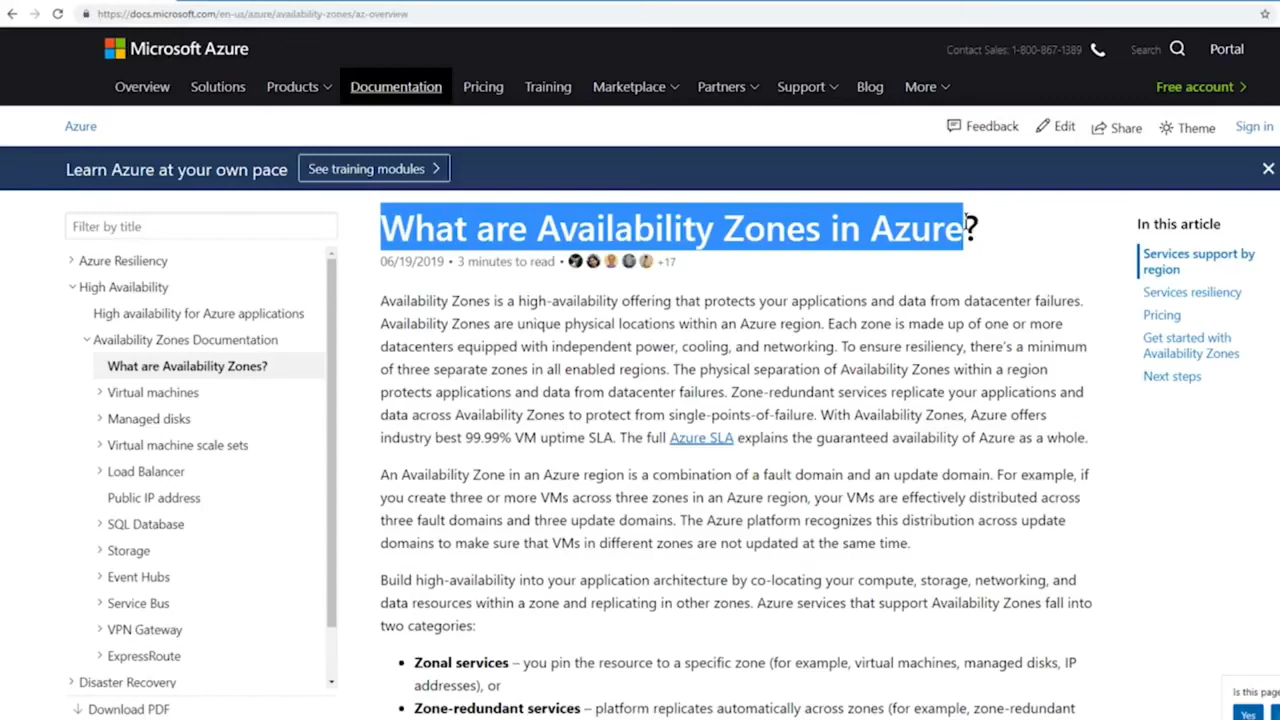 https://docs.microsoft.com/en-us/azure/availability-zones/az-overview
Microsoft Azure
Contact Sales: 1-800-867-1389
Search
Portal
Overview
Solutions
Products
Documentation
Pricing
Training
Marketplace
Partners
Support
Blog
More
Free account
Azure
Feedback
Edit
Share
Theme
Sign in
Learn Azure at your own pace
See training modules
Filter by title
Azure Resiliency
High Availability
High availability for Azure applications
Availability Zones Documentation
What are Availability Zones?
Virtual machines
Managed disks
Virtual machine scale sets
Load Balancer
Public IP address
SQL Database
Storage
Event Hubs
Service Bus
VPN Gateway
ExpressRoute
Disaster Recovery
Download PDF
What are Availability Zones in Azure?
06/19/2019 • 3 minutes to read • +17
Availability Zones is a high-availability offering that protects your applications and data from datacenter failures.
Availability Zones are unique physical locations within an Azure region. Each zone is made up of one or more
datacenters equipped with independent power, cooling, and networking. To ensure resiliency, there's a minimum
of three separate zones in all enabled regions. The physical separation of Availability Zones within a region
protects applications and data from datacenter failures. Zone-redundant services replicate your applications and
data across Availability Zones to protect from single-points-of-failure. With Availability Zones, Azure offers
industry best 99.99% VM uptime SLA. The full Azure SLA explains the guaranteed availability of Azure as a whole.
An Availability Zone in an Azure region is a combination of a fault domain and an update domain. For example, if
you create three or more VMs across three zones in an Azure region, your VMs are effectively distributed across
three fault domains and three update domains. The Azure platform recognizes this distribution across update
domains to make sure that VMs in different zones are not updated at the same time.
Build high-availability into your application architecture by co-locating your compute, storage, networking, and
data resources within a zone and replicating in other zones. Azure services that support Availability Zones fall into
two categories:
• Zonal services – you pin the resource to a specific zone (for example, virtual machines, managed disks, IP
addresses), or
• Zone-redundant services – platform replicates automatically across zones (for example, zone-redundant
In this article
Services support by
region
Services resiliency
Pricing
Get started with
Availability Zones
Next steps
Is this page
Yes